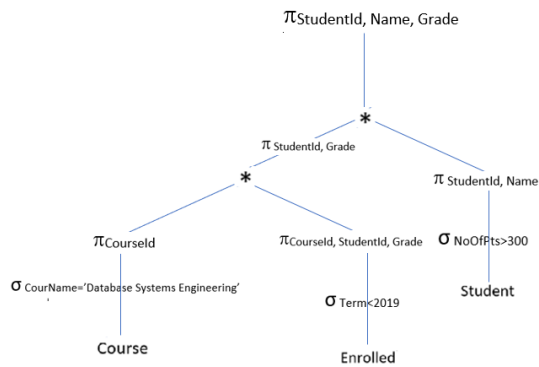 πStudentId, Name, Grade
*
π StudentId, Grade
*
π StudentId, Name
πCourseId
πCourseId, StudentId, Grade
σ NoOfPts>300
σ CourName='Database Systems Engineering'
σ Term<2019
Student
Course
Enrolled